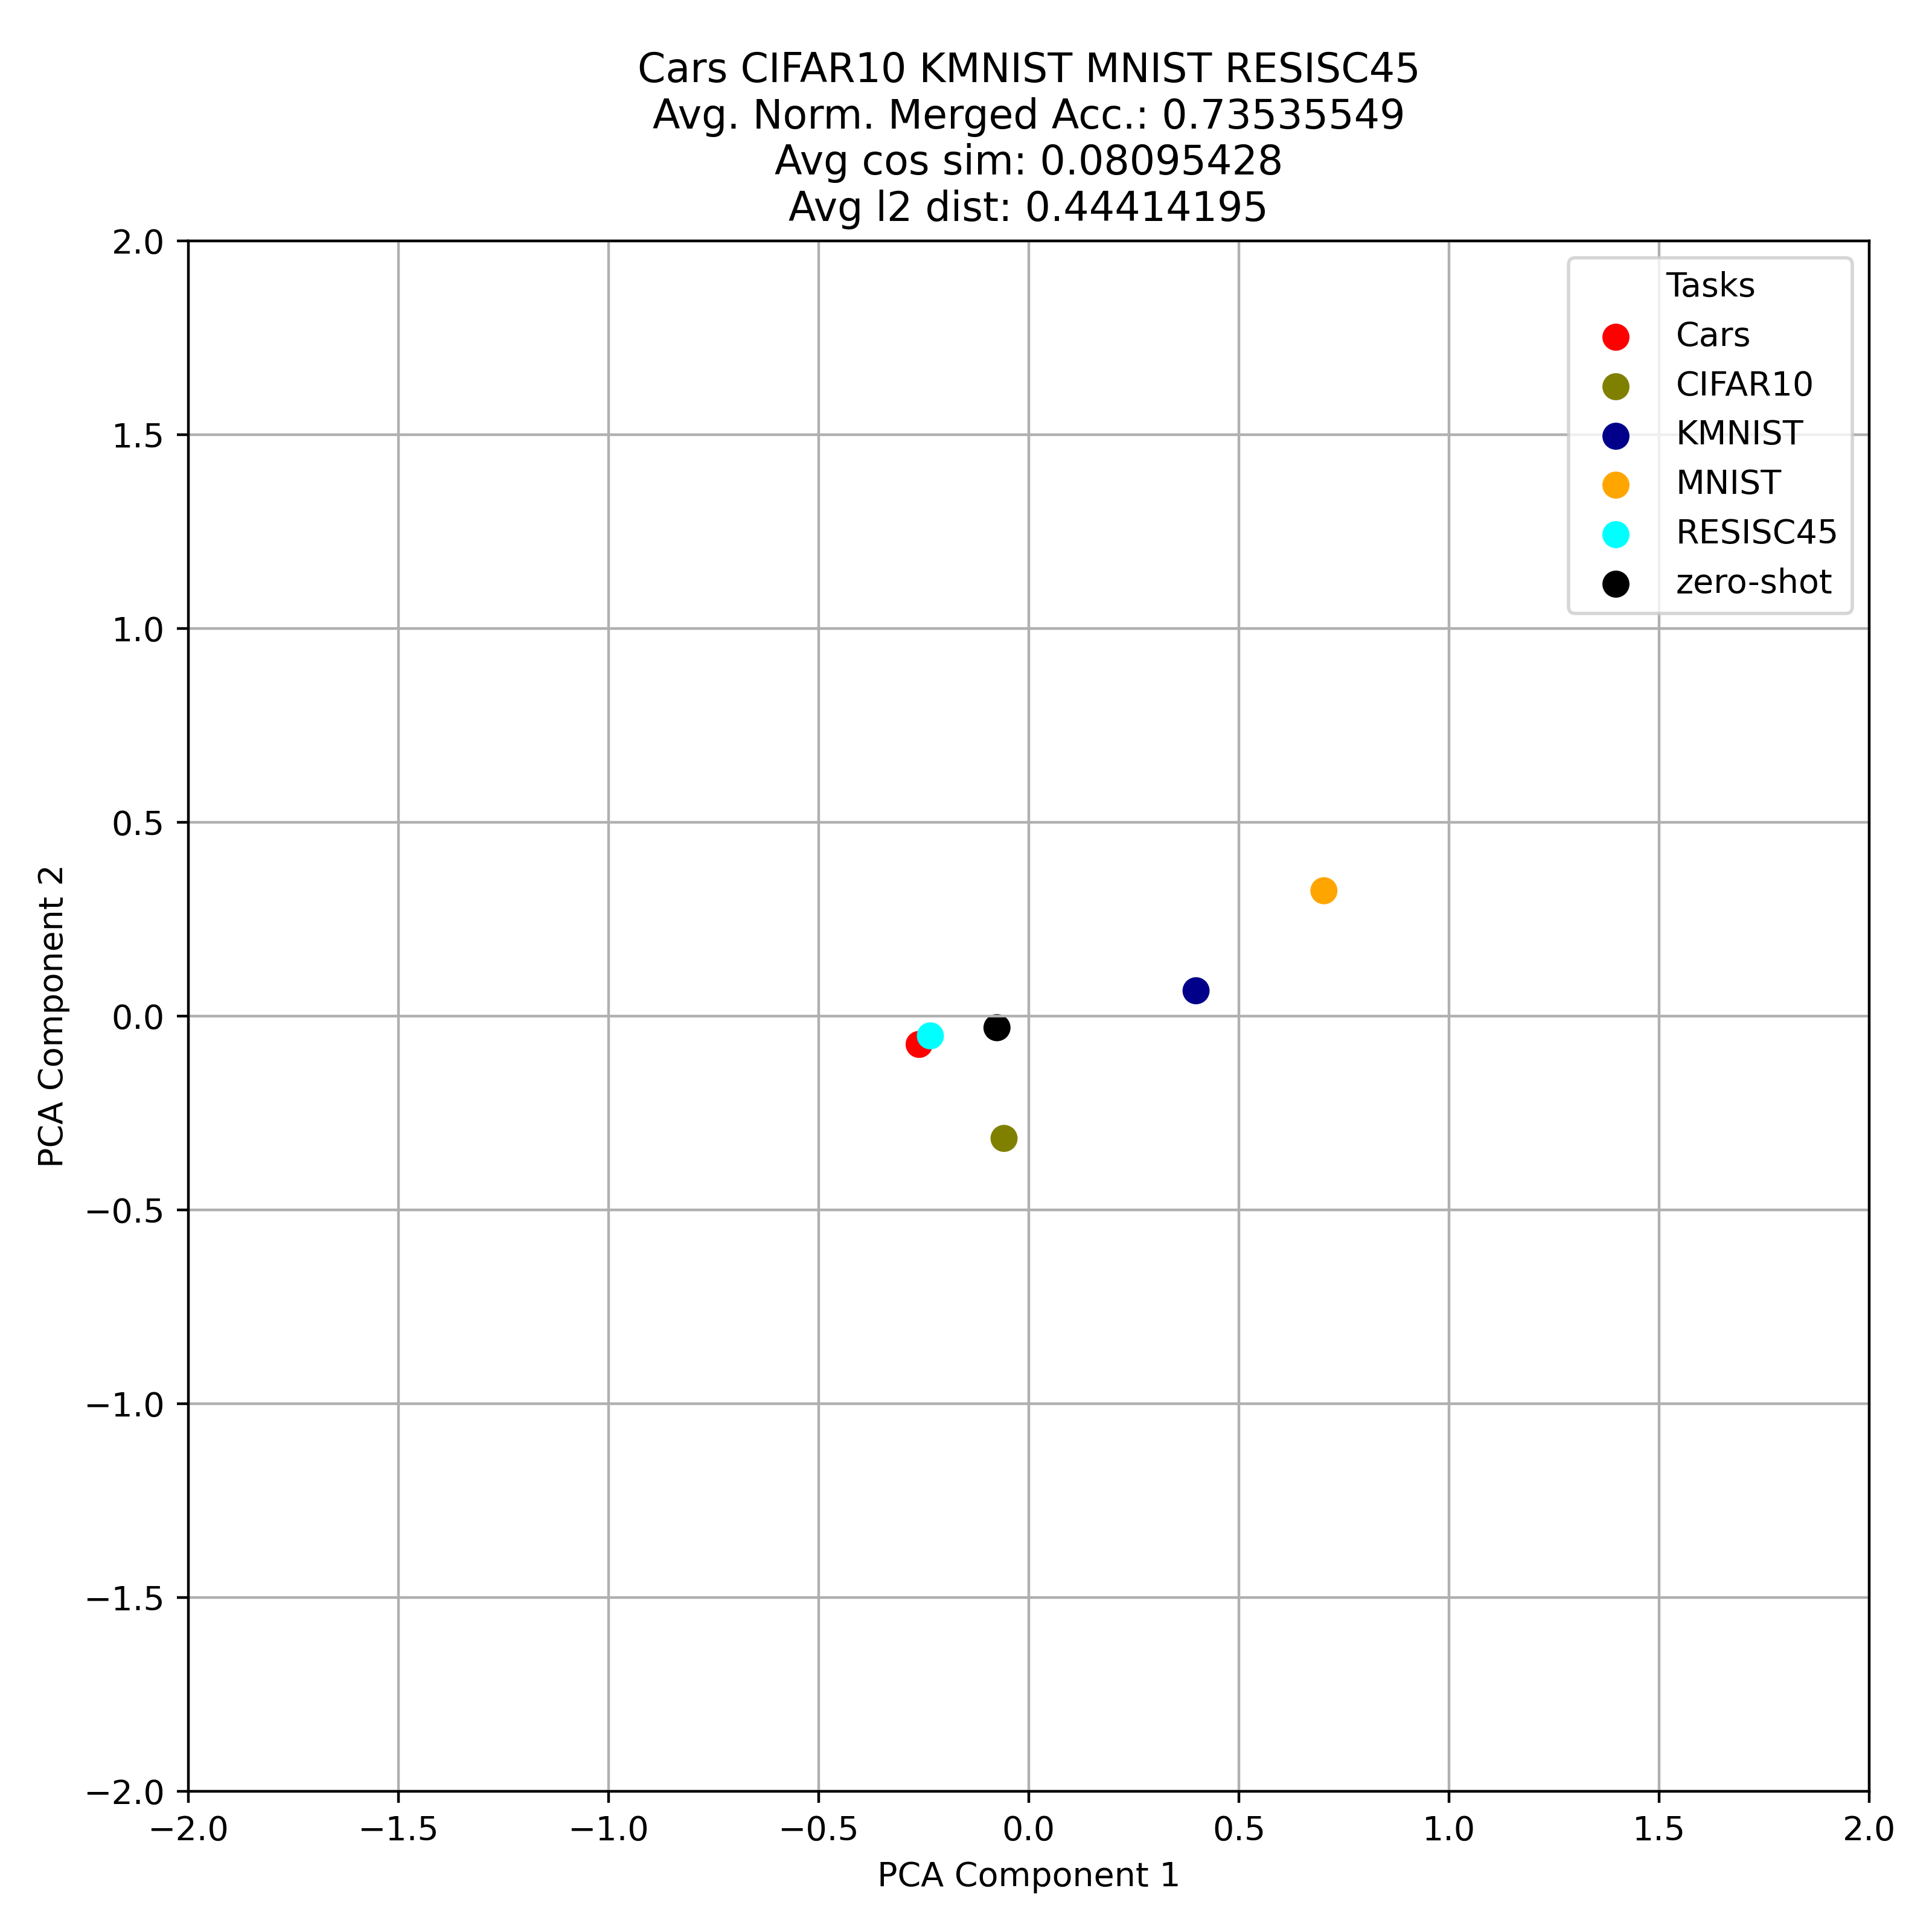 Cars CIFAR10 KMNIST MNIST RESISC45
Avg. Norm. Merged Acc.: 0.73535549
Avg cos sim: 0.08095428
Avg l2 dist: 0.44414195
Tasks
Cars
CIFAR10
KMNIST
MNIST
RESISC45
zero-shot
2.0
1.5
1.0
0.5
0.0
−0.5
−1.0
−1.5
−2.0
PCA Component 2
−2.0 −1.5 −1.0 −0.5 0.0 0.5 1.0 1.5 2.0
PCA Component 1